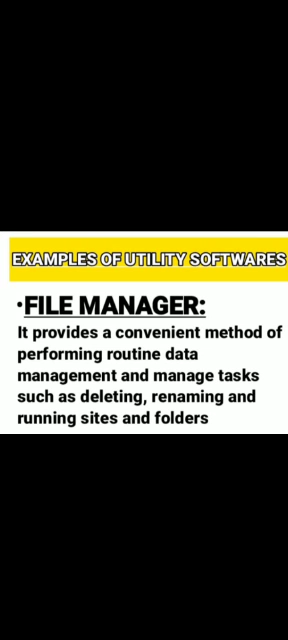 EXAMPLES OF UTILITY SOFTWARES
•FILE MANAGER:
It provides a convenient method of
performing routine data
management and manage tasks
such as deleting, renaming and
running sites and folders